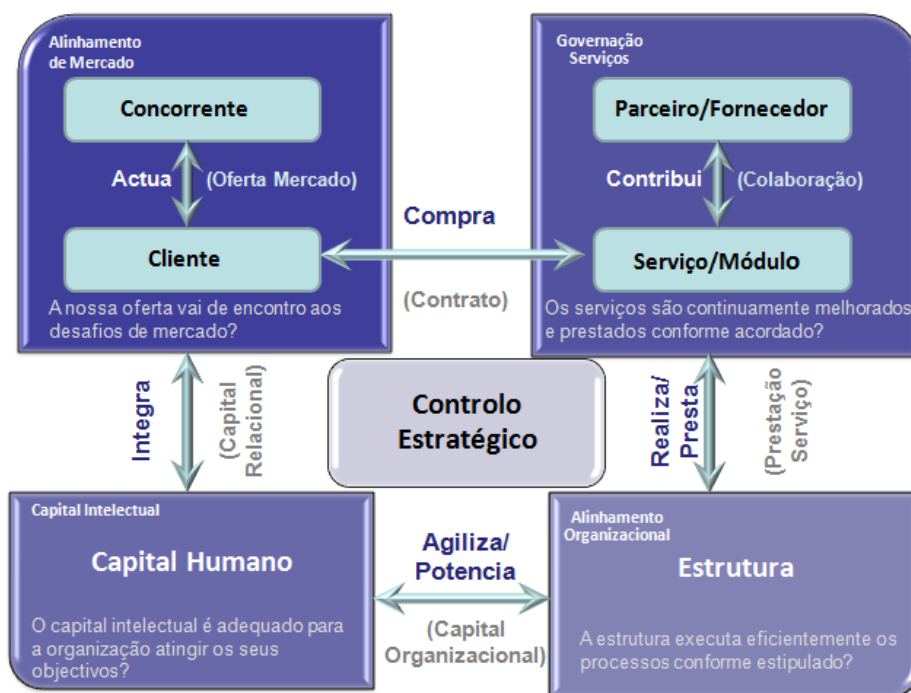 Alinhamento
de Mercado
Concorrente
Actua
(Oferta Mercado)
Cliente
A nossa oferta vai de encontro aos
desafios de mercado?
Compra
(Contrato)
Governação
Serviços
Parceiro/Fornecedor
Contribui
(Colaboração)
Serviço/Módulo
Os serviços são continuamente melhorados
e prestados conforme acordado?
Integra
(Capital
Relacional)
Controlo
Estratégico
Realiza/
Presta
(Prestação
Serviço)
Capital Intelectual
Capital Humano
O capital intelectual é adequado para
a organização atingir os seus
objectivos?
Agiliza/
Potencia
(Capital
Organizacional)
Alinhamento
Organizacional
Estrutura
A estrutura executa eficientemente os
processos conforme estipulado?